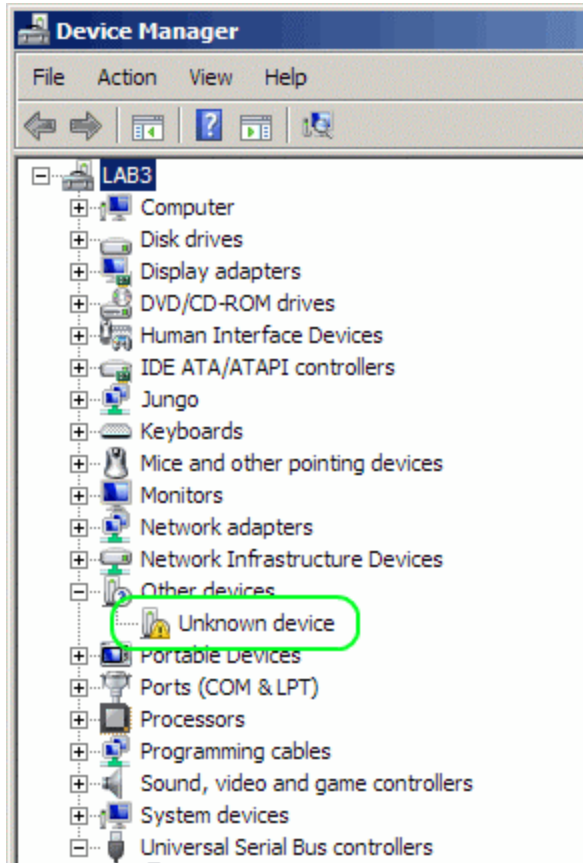 Device Manager
File Action View Help
LAB3
Computer
Disk drives
Display adapters
DVD/CD-ROM drives
Human Interface Devices
IDE ATA/ATAPI controllers
Jungo
Keyboards
Mice and other pointing devices
Monitors
Network adapters
Network Infrastructure Devices
Other devices
Unknown device
Portable Devices
Ports (COM & LPT)
Processors
Programming cables
Sound, video and game controllers
System devices
Universal Serial Bus controllers